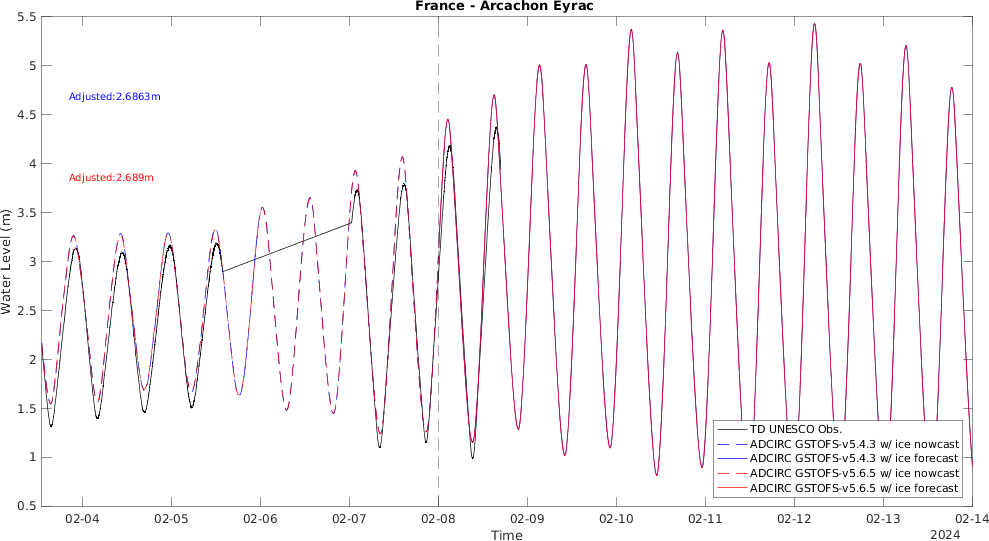 France - Arcachon Eyrac
5.5
5
4.5
4
3.5
3
2.5
2
1.5
1
0.5
Water Level (m)
Adjusted:2.6863m
Adjusted:2.689m
TD UNESCO Obs.
ADCIRC GSTOFS-v5.4.3 w/ ice nowcast
ADCIRC GSTOFS-v5.4.3 w/ ice forecast
ADCIRC GSTOFS-v5.6.5 w/ ice nowcast
ADCIRC GSTOFS-v5.6.5 w/ ice forecast
02-04 02-05 02-06 02-07 02-08 02-09 02-10 02-11 02-12 02-13 02-14
Time
2024